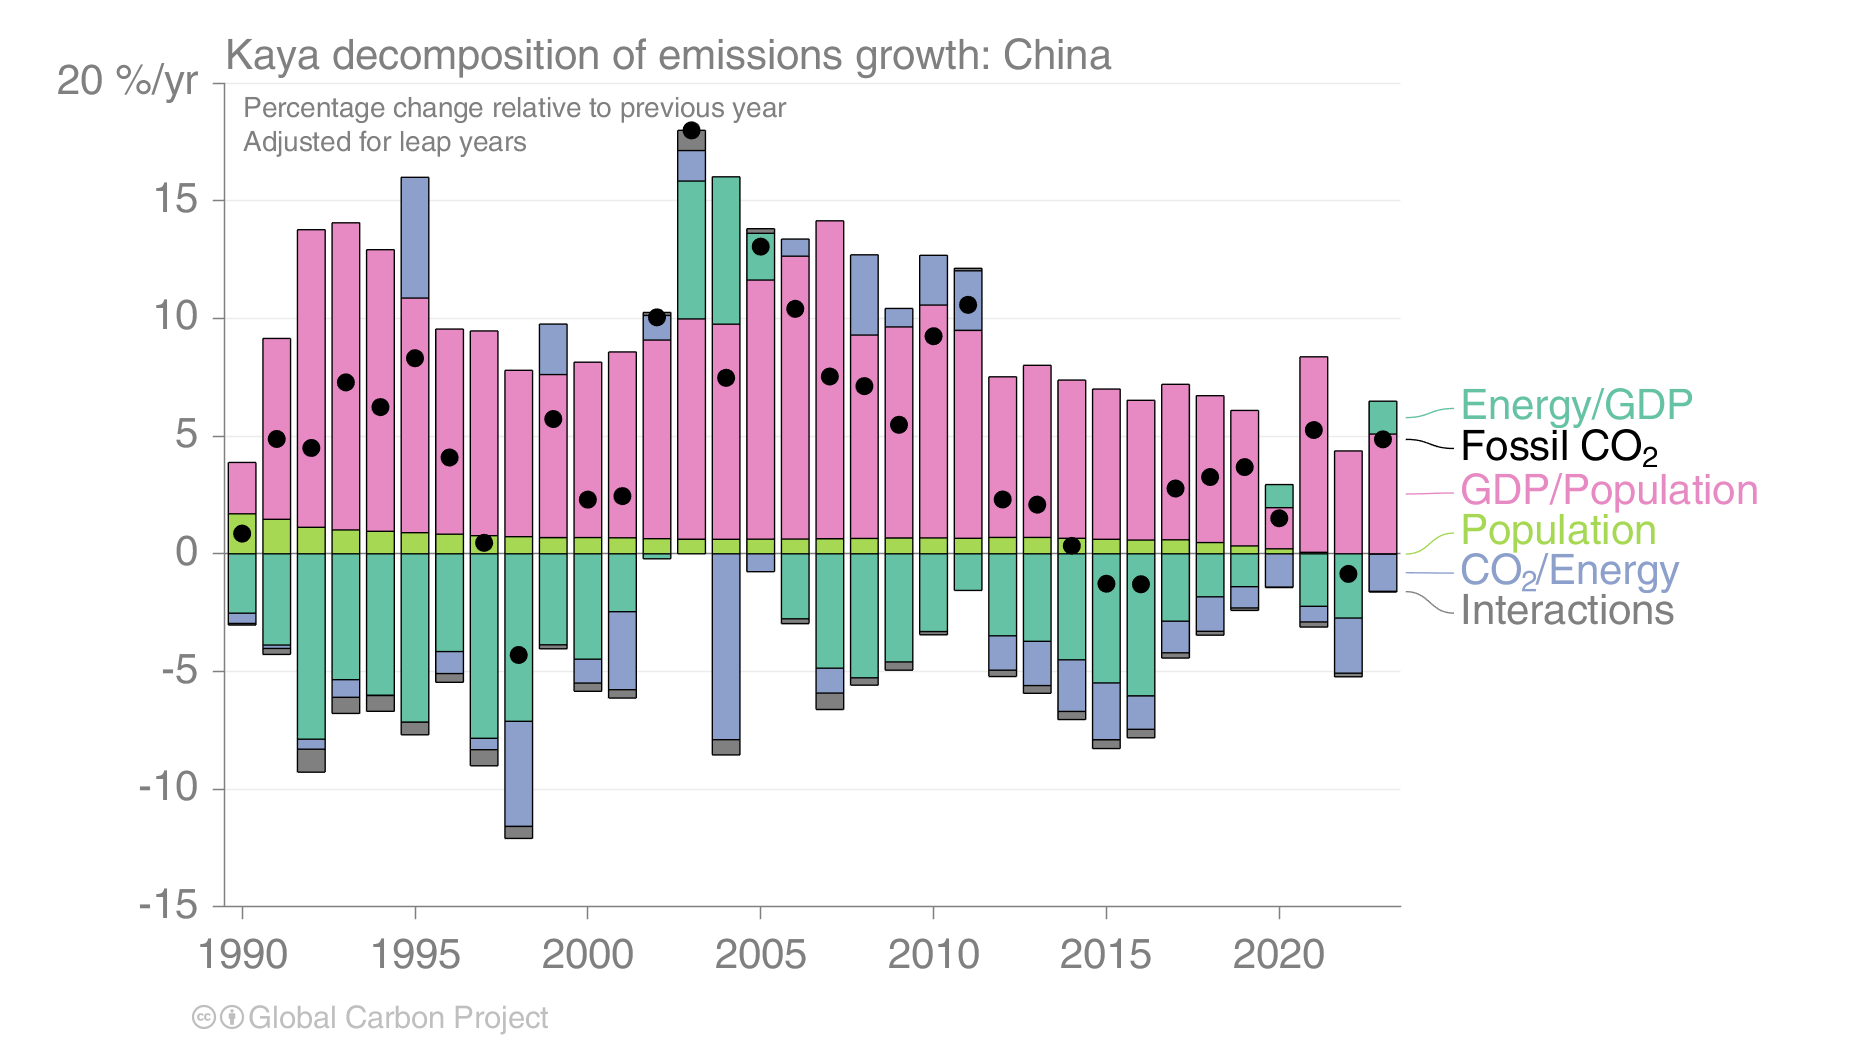 Kaya decomposition of emissions growth: China
20 %/yr
Percentage change relative to previous year
Adjusted for leap years
15
10
5
0
-5
-10
-15
Energy/GDP
Fossil CO₂
GDP/Population
Population
CO₂/Energy
Interactions
1990 1995 2000 2005 2010 2015 2020
cc Global Carbon Project